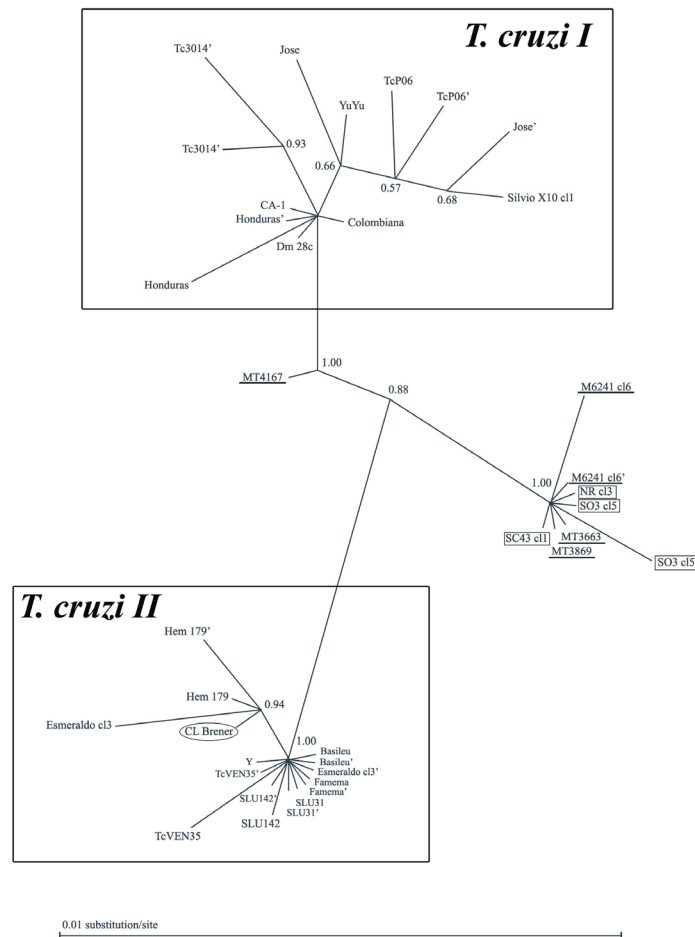 T. cruzi I
Tc3014’
Jose
TcP06
TcP06’
YuYu
Jose’
0.93
Tc3014’
0.66
0.57
0.68
Silvio X10 cl1
CA-1
Honduras’
Colombiana
Dm 28c
Honduras
1.00
MT4167
0.88
M6241 cl6
1.00
M6241 cl6’
NR cl3
SO3 cl5
SC43 cl1
MT3663
MT3869
SO3 cl5
T. cruzi II
Hem 179’
Hem 179
0.94
Esmeraldo cl3
CL Brener
1.00
Basileu
Y
Basileu’
TcVEN35’
Esmeraldo cl3’
Famema
Famema’
SLU142’
SLU31
SLU31’
SLU142
TcVEN35
0.01 substitution/site